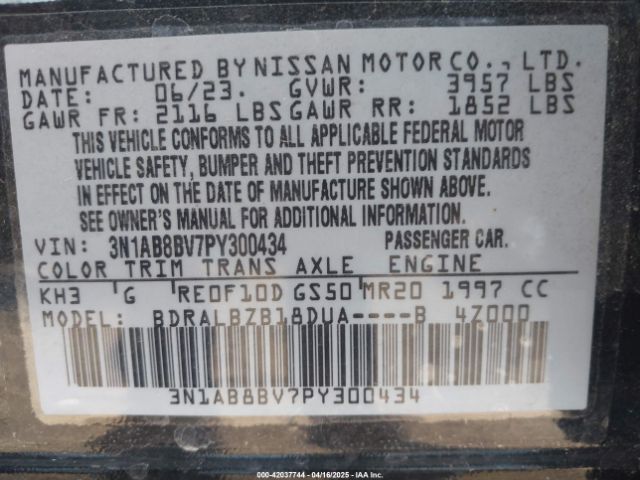 MANUFACTURED BY NISSAN MOTOR CO., LTD.
DATE: 06/23. GVWR: 3957 LBS
GAWR FR: 2116 LBS GAWR RR: 1852 LBS
THIS VEHICLE CONFORMS TO ALL APPLICABLE FEDERAL MOTOR
VEHICLE SAFETY, BUMPER AND THEFT PREVENTION STANDARDS
IN EFFECT ON THE DATE OF MANUFACTURE SHOWN ABOVE.
SEE OWNER'S MANUAL FOR ADDITIONAL INFORMATION.
VIN: 3N1AB8BV7PY300434 PASSENGER CAR.
COLOR TRIM TRANS AXLE ENGINE
KH3 G RE0F10D GS50 MR20 1997 CC
MODEL: BDRALBZB18DUA----B 4Z000
3N1AB8BV7PY300434
000-42037744 - 04/16/2025 - IAA Inc.